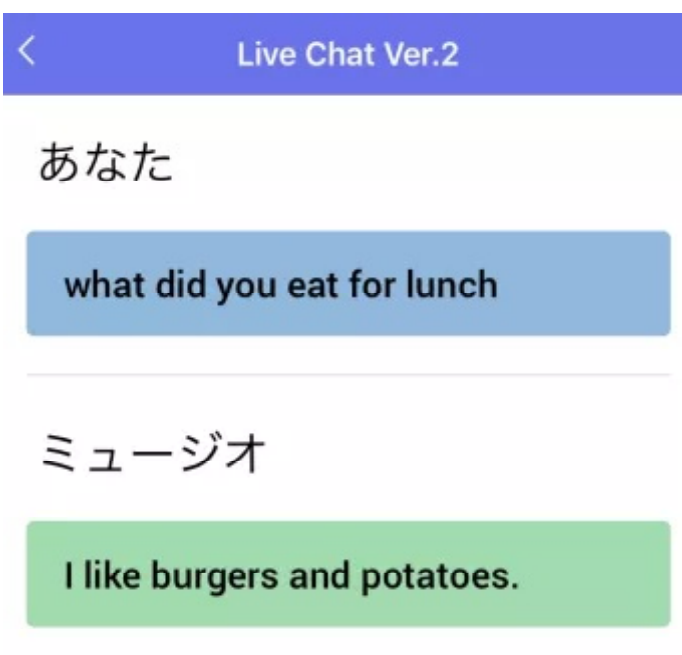 Live Chat Ver.2
あなた
what did you eat for lunch
ミュージオ
I like burgers and potatoes.